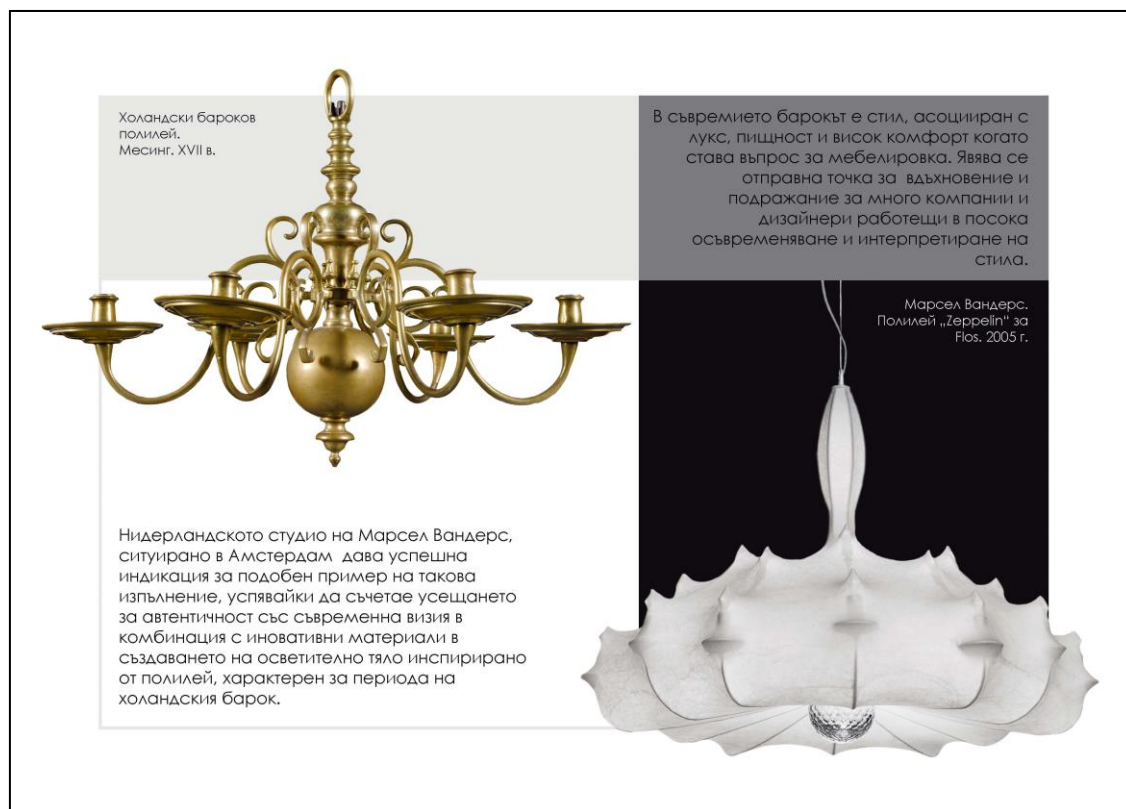 Холандски бароков
полилей.
Месинг. XVII в.
В съвремието барокът е стил, асоцииран с
лукс, пищност и висок комфорт когато
става въпрос за мебелировка. Явява се
отправна точка за  вдъхновение и
подражание за много компании и
дизайнери работещи в посока
осъвременяване и интерпретиране на
стила.
Марсел Вандерс.
Полилей „Zeppelin“ за
Flos. 2005 г.
Нидерландското студио на Марсел Вандерс,
ситуирано в Амстердам  дава успешна
индикация за подобен пример на такова
изпълнение, успявайки да съчетае усещането
за автентичност със съвременна визия в
комбинация с иновативни материали в
създаването на осветително тяло инспирирано
от полилей, характерен за периода на
холандския барок.